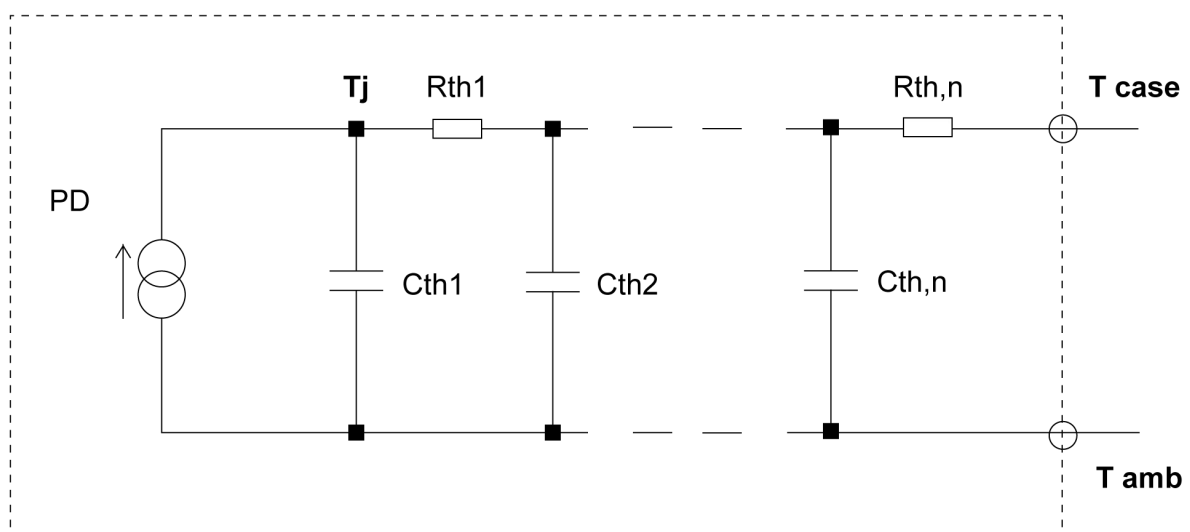 Tj
Rth1
Rth,n
T case
PD
Cth1
Cth2
Cth,n
T amb